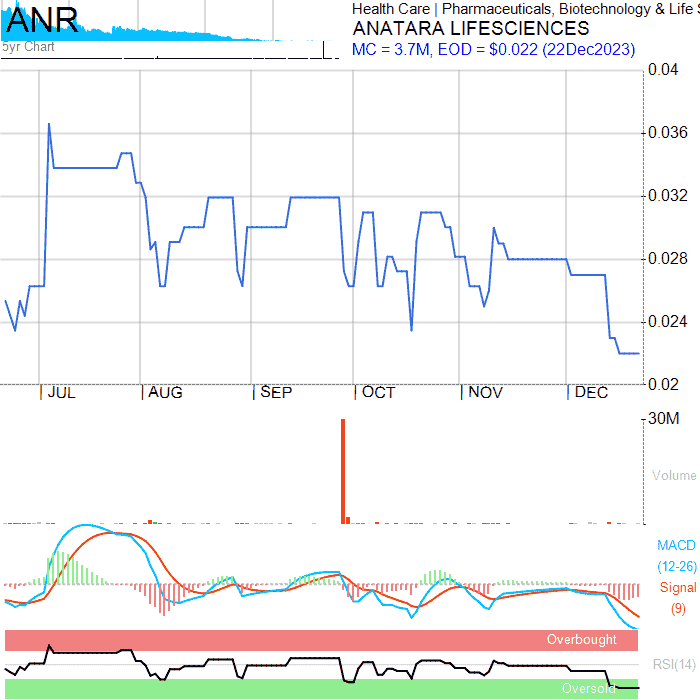 ANR
Health Care | Pharmaceuticals, Biotechnology & Life S
ANATARA LIFESCIENCES
5yr Chart
MC = 3.7M, EOD = $0.022 (22Dec2023)
0.04
0.036
0.032
0.028
0.024
0.02
JUL AUG SEP OCT NOV DEC
30M
Volume
MACD
(12-26)
Signal
(9)
Overbought
RSI(14)
Oversold